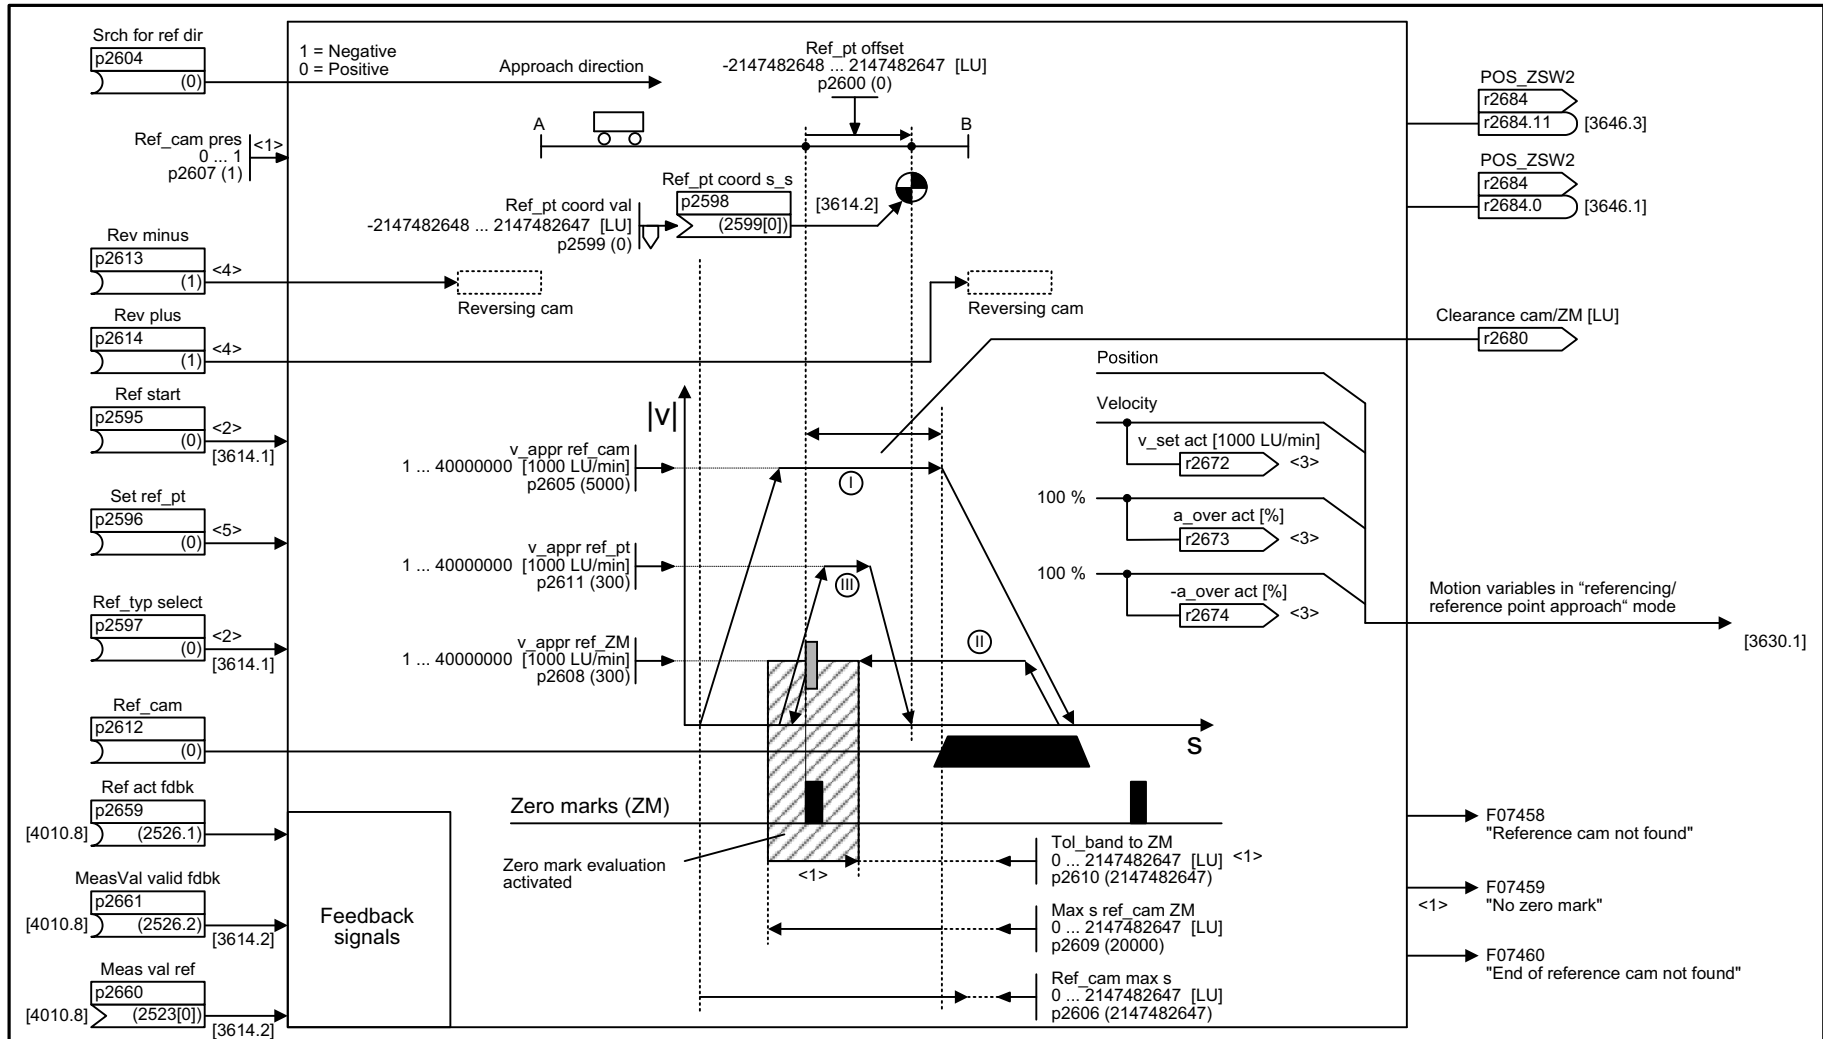 Srch for ref dir
p2604
(0)
1 = Negative
0 = Positive
Approach direction
Ref_pt offset
-2147482648 ... 2147482647 [LU]
p2600 (0)
A
B
Ref_cam pres
0 ... 1
p2607 (1)
<1>
Ref_pt coord s_s
p2598
(2599[0])
[3614.2]
Ref_pt coord val
-2147482648 ... 2147482647 [LU]
p2599 (0)
Rev minus
p2613
(1)
<4>
Reversing cam
Reversing cam
Rev plus
p2614
(1)
<4>
Ref start
p2595
(0)
<2>
[3614.1]
Set ref_pt
p2596
(0)
<5>
Ref_typ select
p2597
(0)
<2>
[3614.1]
Ref_cam
p2612
(0)
Ref act fdbk
p2659
[4010.8]
(2526.1)
MeasVal valid fdbk
p2661
[4010.8]
(2526.2)
[3614.2]
Meas val ref
p2660
[4010.8]
(2523[0])
[3614.2]
Feedback
signals
|v|
v_appr ref_cam
1 ... 40000000 [1000 LU/min]
p2605 (5000)
I
v_appr ref_pt
1 ... 40000000 [1000 LU/min]
p2611 (300)
III
v_appr ref_ZM
1 ... 40000000 [1000 LU/min]
p2608 (300)
II
s
Zero marks (ZM)
Zero mark evaluation
activated
<1>
Tol_band to ZM
0 ... 2147482647 [LU]
p2610 (2147482647)
<1>
Max s ref_cam ZM
0 ... 2147482647 [LU]
p2609 (20000)
Ref_cam max s
0 ... 2147482647 [LU]
p2606 (2147482647)
Position
Velocity
v_set act [1000 LU/min]
r2672
<3>
100 %
a_over act [%]
r2673
<3>
100 %
-a_over act [%]
r2674
<3>
POS_ZSW2
r2684
r2684.11
[3646.3]
POS_ZSW2
r2684
r2684.0
[3646.1]
Clearance cam/ZM [LU]
r2680
Motion variables in “referencing/
reference point approach“ mode
[3630.1]
F07458
"Reference cam not found"
F07459
<1>
"No zero mark"
F07460
"End of reference cam not found"